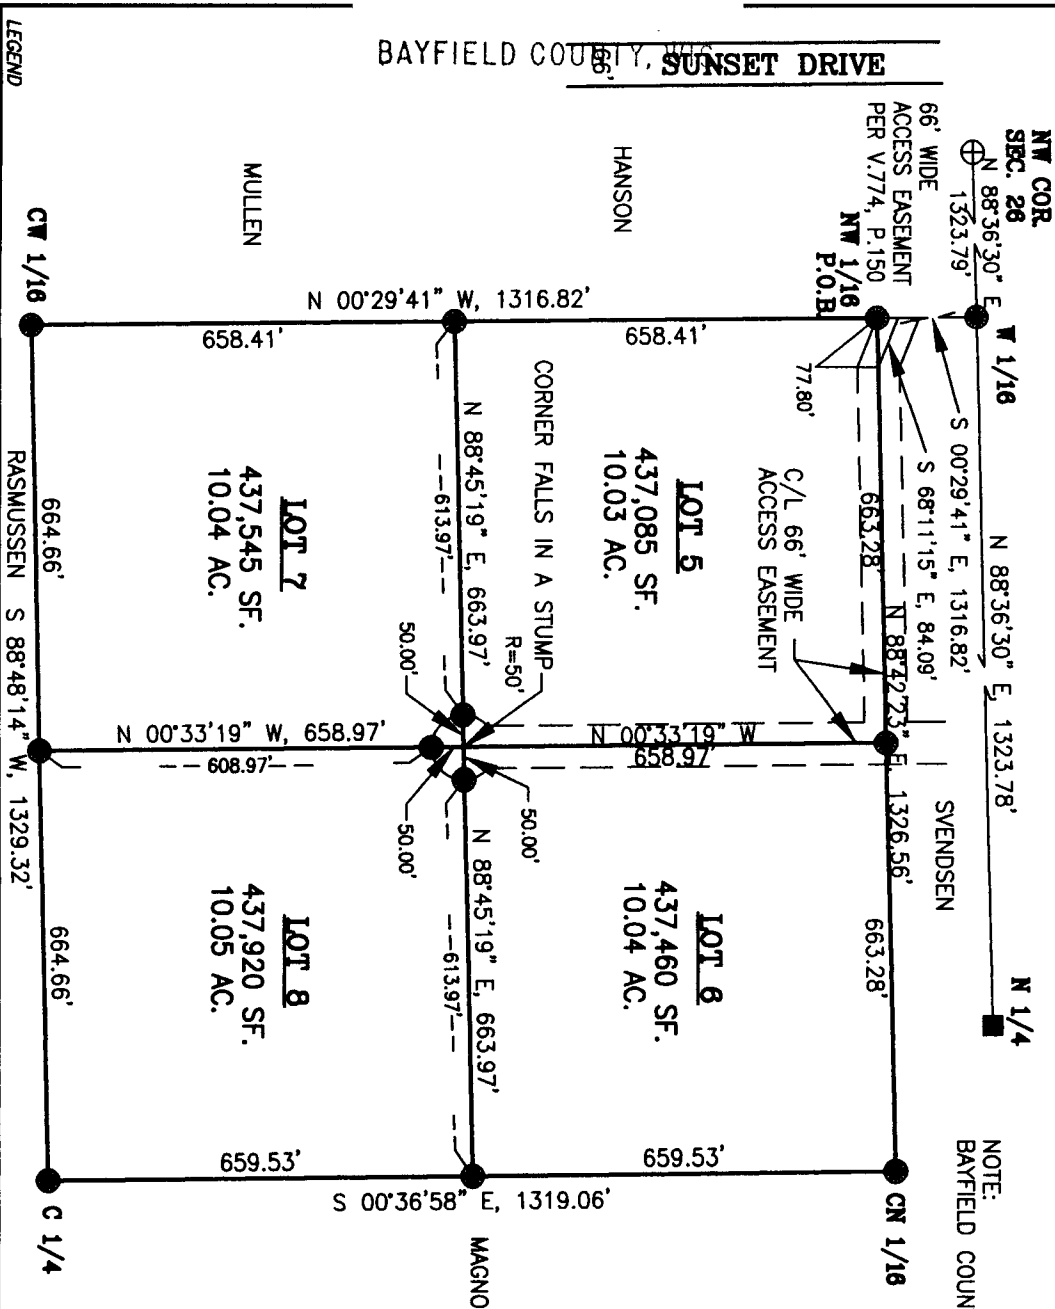 BAYFIELD COUNTY, WIS.
SUNSET DRIVE
66'
LEGEND
NW COR.
SEC. 26
N 88°36'30" E
1323.79'
66' WIDE
ACCESS EASEMENT
PER V.774, P.150
NW 1/16
P.O.B.
W 1/16
S 00°29'41" E, 1316.82'
S 68°11'15" E, 84.09'
N 88°36'30" E, 1323.78'
N 1/4
NOTE:
BAYFIELD COUN
HANSON
MULLEN
SVENDSEN
CW 1/16
N 00°29'41" W, 1316.82'
658.41'
658.41'
77.80'
663.28'
N 88°42'23" E, 1326.56'
663.28'
CN 1/16
C/L 66' WIDE
ACCESS EASEMENT
LOT 5
437,085 SF.
10.03 AC.
CORNER FALLS IN A STUMP
R=50'
N 88°45'19" E, 663.97'
613.97'
50.00'
LOT 7
437,545 SF.
10.04 AC.
664.66'
RASMUSSEN
S 88°48'14" W, 1329.32'
N 00°33'19" W, 658.97'
608.97'
N 00°33'19" W
658.97'
50.00'
50.00'
LOT 6
437,460 SF.
10.04 AC.
N 88°45'19" E, 663.97'
613.97'
LOT 8
437,920 SF.
10.05 AC.
664.66'
659.53'
659.53'
S 00°36'58" E, 1319.06'
MAGNO
C 1/4